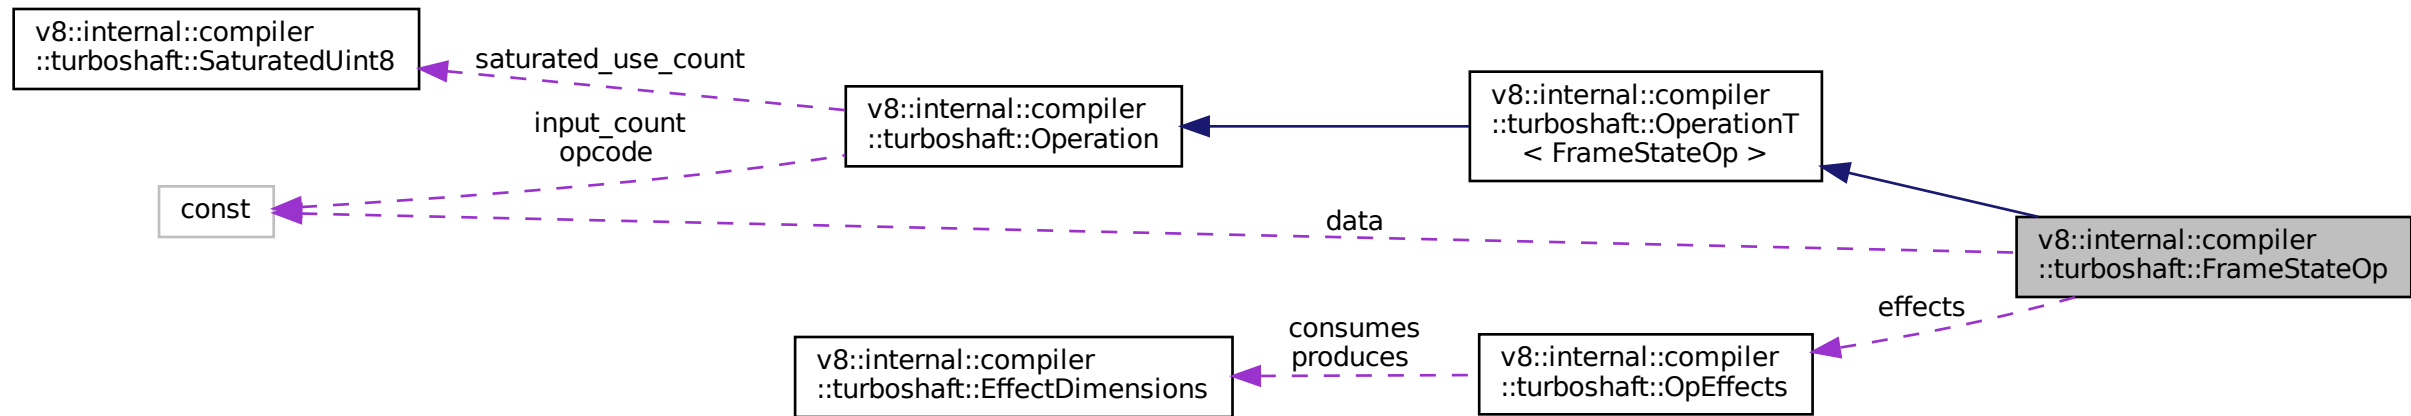 v8::internal::compiler
::turboshaft::SaturatedUint8
saturated_use_count
input_count
opcode
const
v8::internal::compiler
::turboshaft::Operation
v8::internal::compiler
::turboshaft::OperationT
< FrameStateOp >
data
v8::internal::compiler
::turboshaft::FrameStateOp
effects
consumes
produces
v8::internal::compiler
::turboshaft::EffectDimensions
v8::internal::compiler
::turboshaft::OpEffects